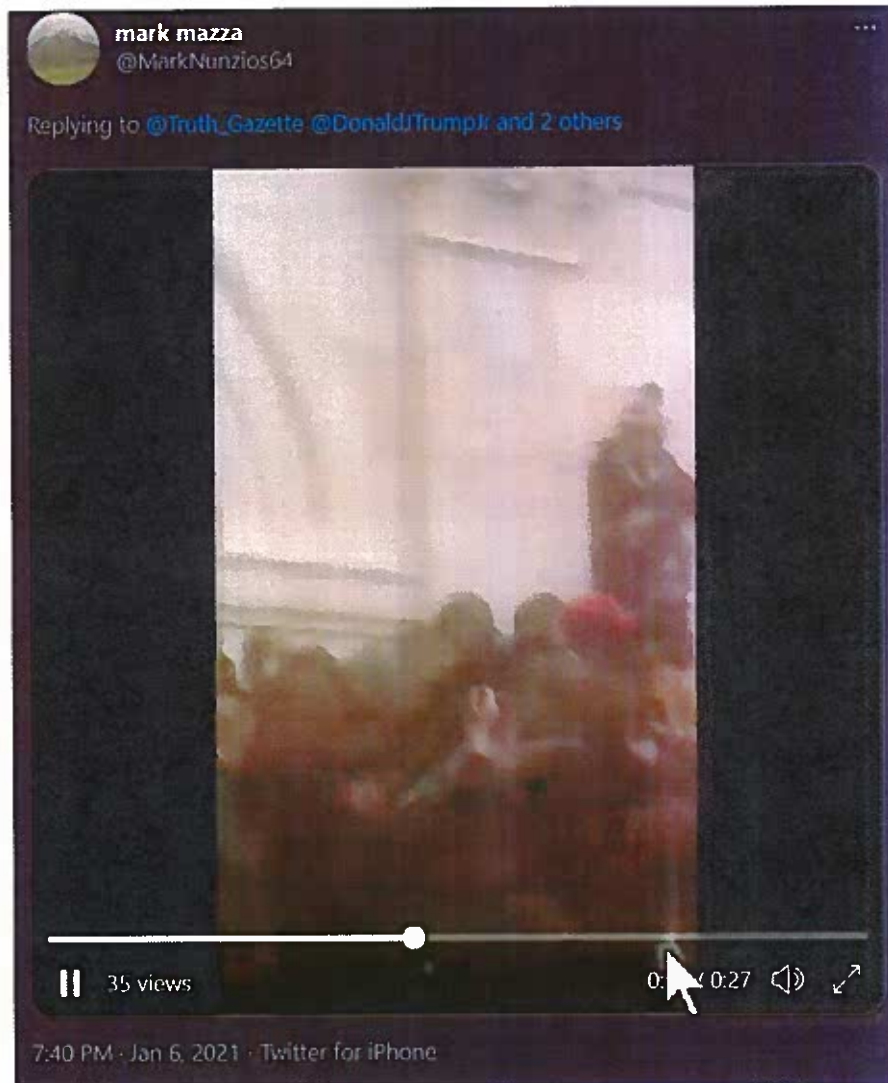 mark mazza
@MarkNunzios64
Replying to @Truth_Gazette @DonaldJTrumpJr and 2 others
35 views
0:27
7:40 PM · Jan 6, 2021 · Twitter for iPhone